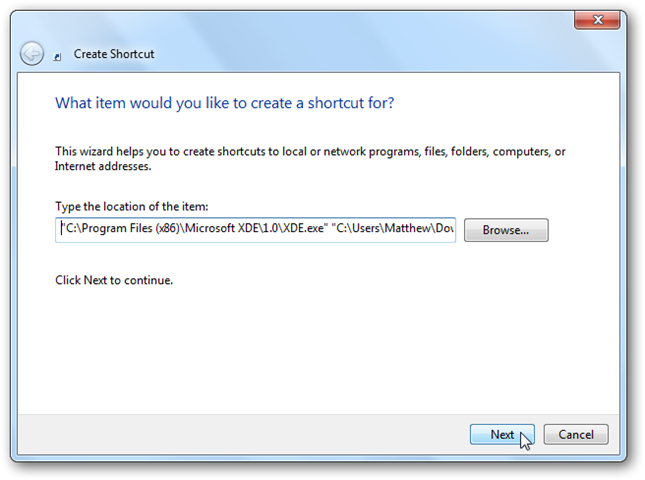 Create Shortcut
What item would you like to create a shortcut for?
This wizard helps you to create shortcuts to local or network programs, files, folders, computers, or
Internet addresses.
Type the location of the item:
"C:\Program Files (x86)\Microsoft XDE\1.0\XDE.exe" "C:\Users\Matthew\Dov
Browse...
Click Next to continue.
Next
Cancel